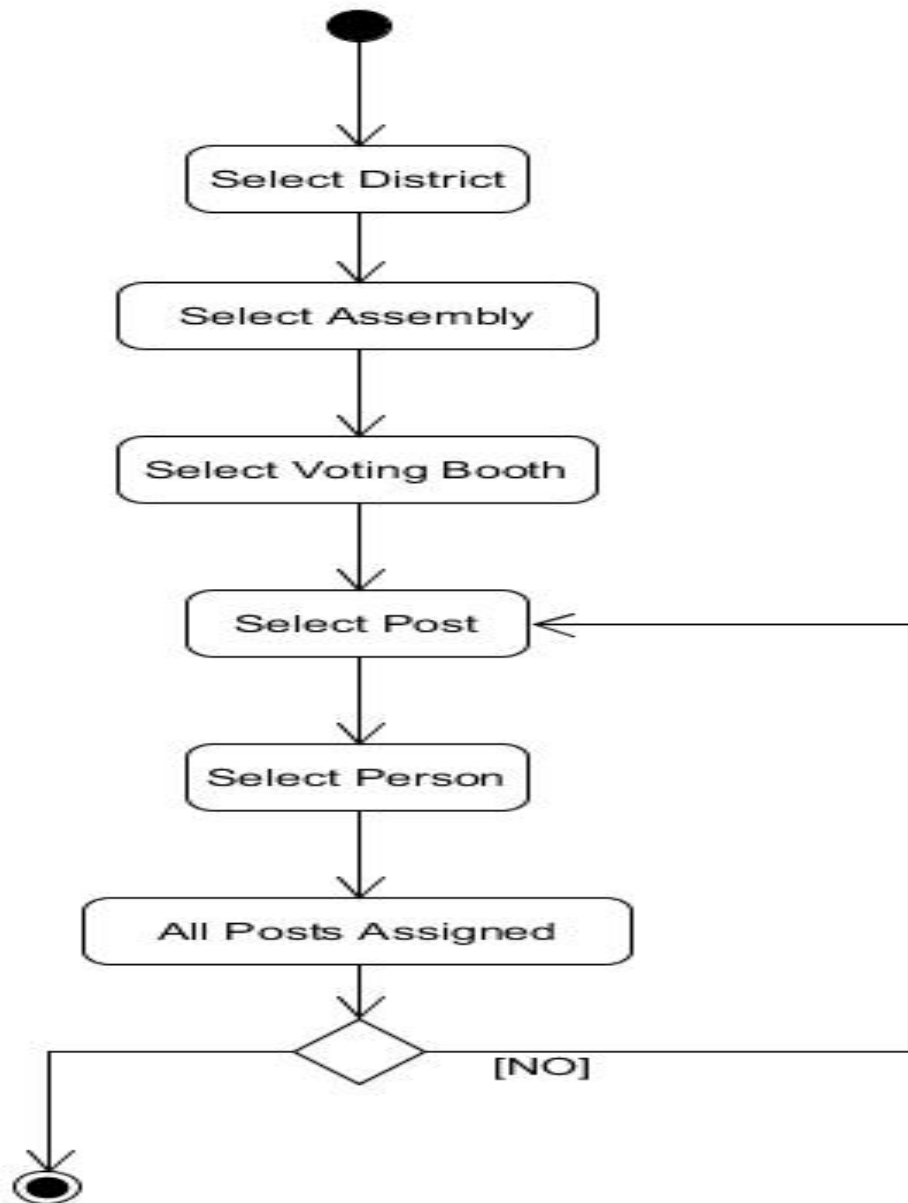 Select District
Select Assembly
Select Voting Booth
Select Post
Select Person
All Posts Assigned
[NO]